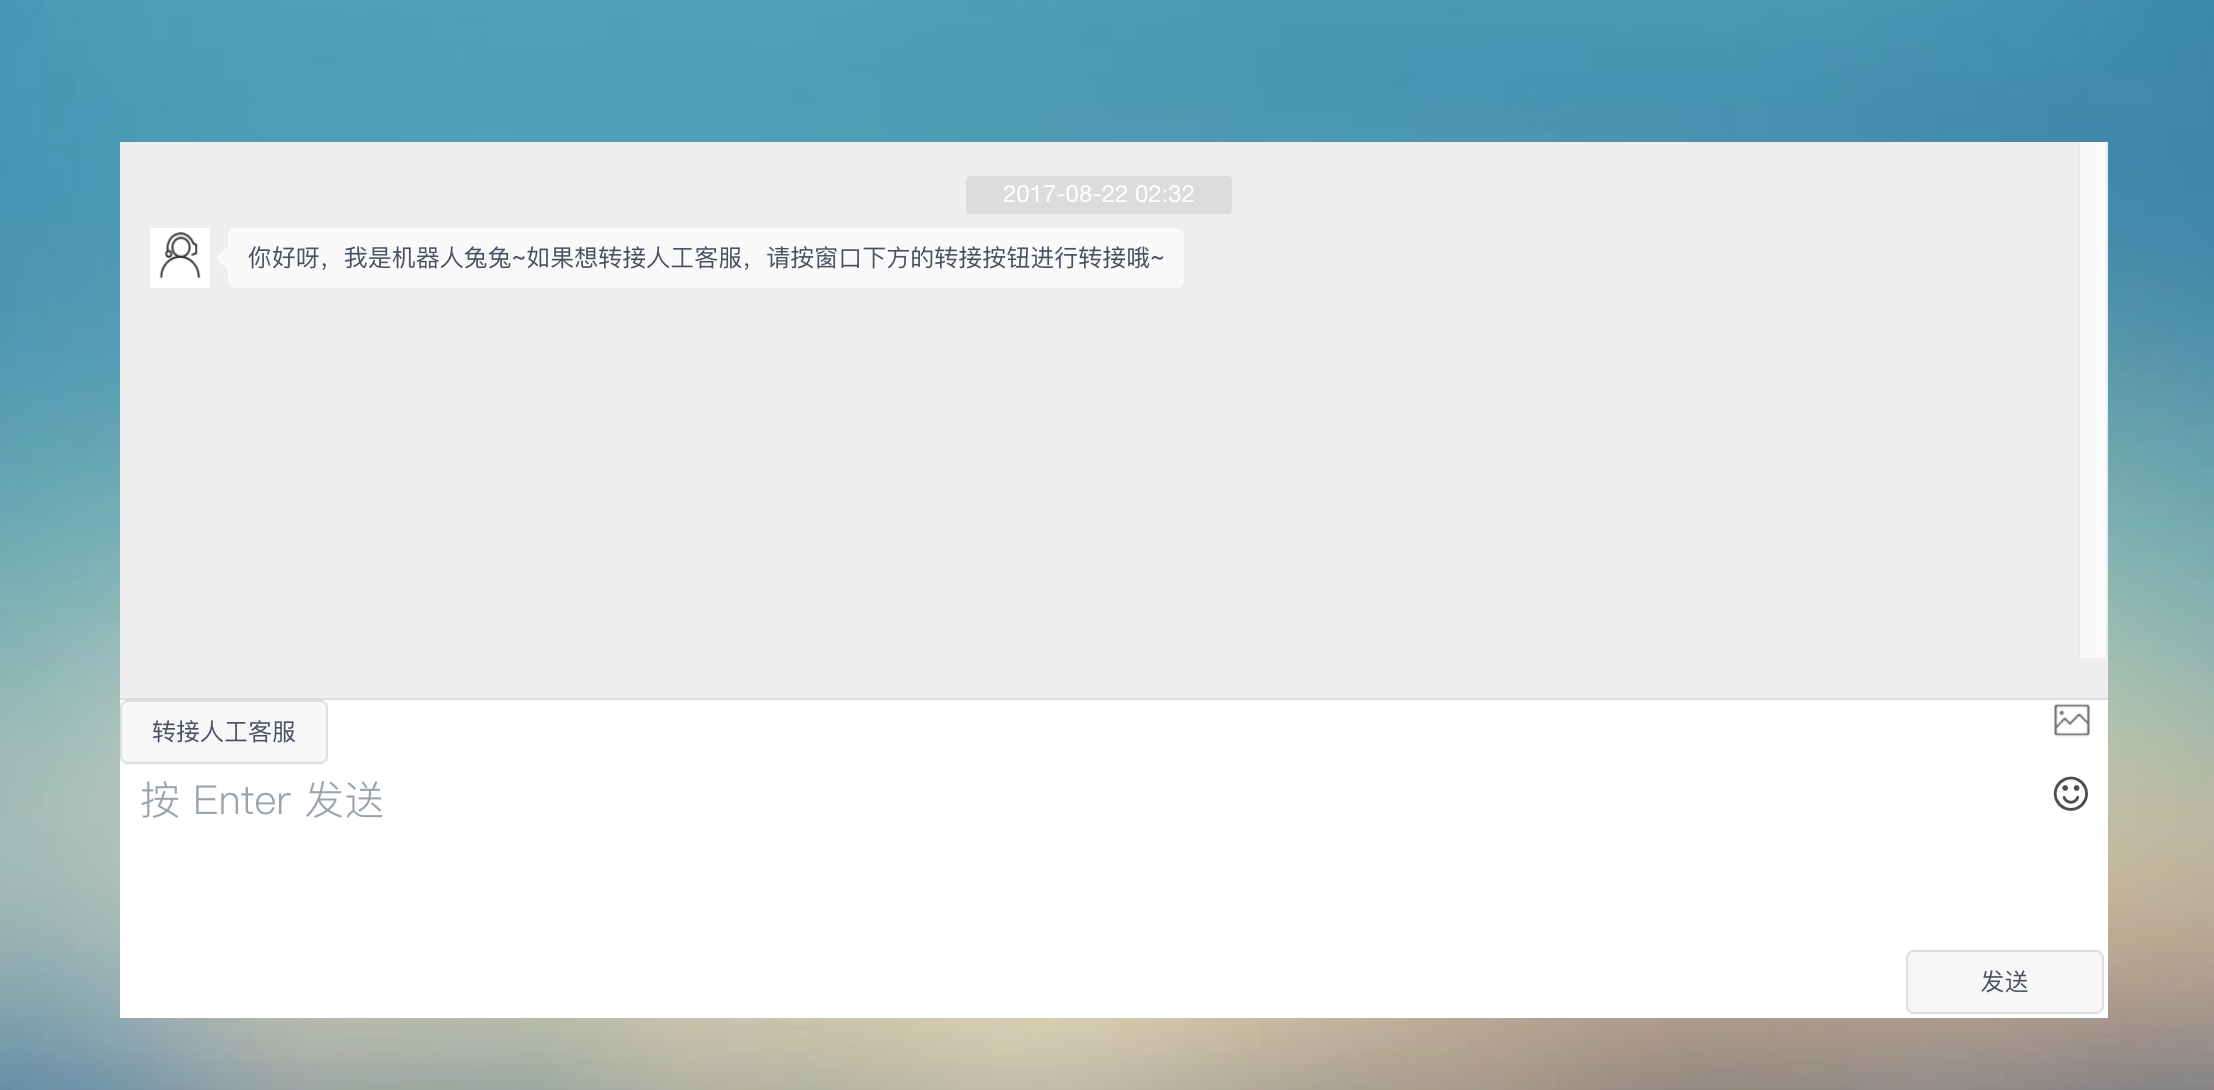 2017-08-22 02:32
你好呀，我是机器人兔兔~如果想转接人工客服，请按窗口下方的转接按钮进行转接哦~
转接人工客服
按 Enter 发送
发送